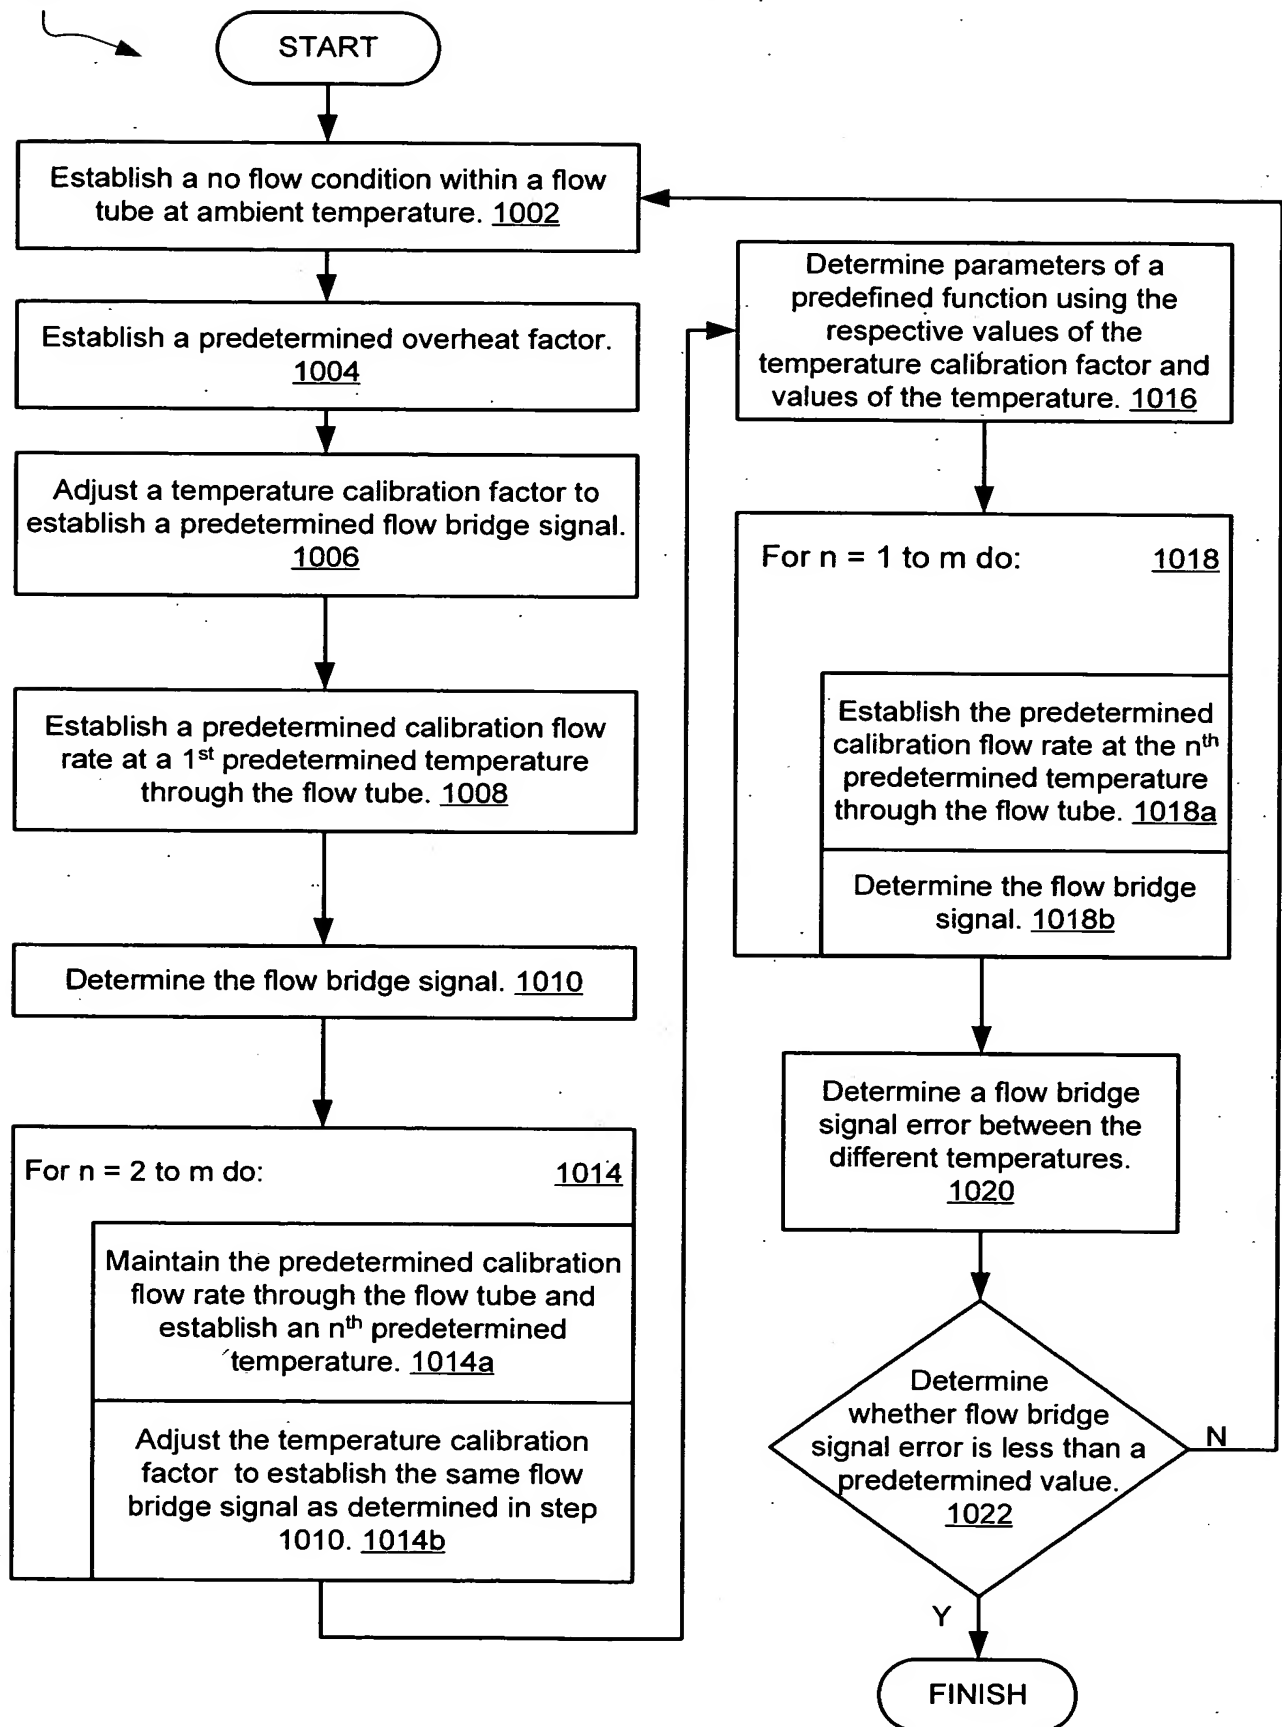 START
Establish a no flow condition within a flow
tube at ambient temperature. 1002
Establish a predetermined overheat factor.
1004
Adjust a temperature calibration factor to
establish a predetermined flow bridge signal.
1006
Establish a predetermined calibration flow
rate at a 1st predetermined temperature
through the flow tube. 1008
Determine the flow bridge signal. 1010
For n = 2 to m do: 1014
Maintain the predetermined calibration
flow rate through the flow tube and
establish an nth predetermined
temperature. 1014a
Adjust the temperature calibration
factor to establish the same flow
bridge signal as determined in step
1010. 1014b
Determine parameters of a
predefined function using the
respective values of the
temperature calibration factor and
values of the temperature. 1016
For n = 1 to m do: 1018
Establish the predetermined
calibration flow rate at the nth
predetermined temperature
through the flow tube. 1018a
Determine the flow bridge
signal. 1018b
Determine a flow bridge
signal error between the
different temperatures.
1020
Determine
whether flow bridge
signal error is less than a
predetermined value.
1022
N
Y
FINISH